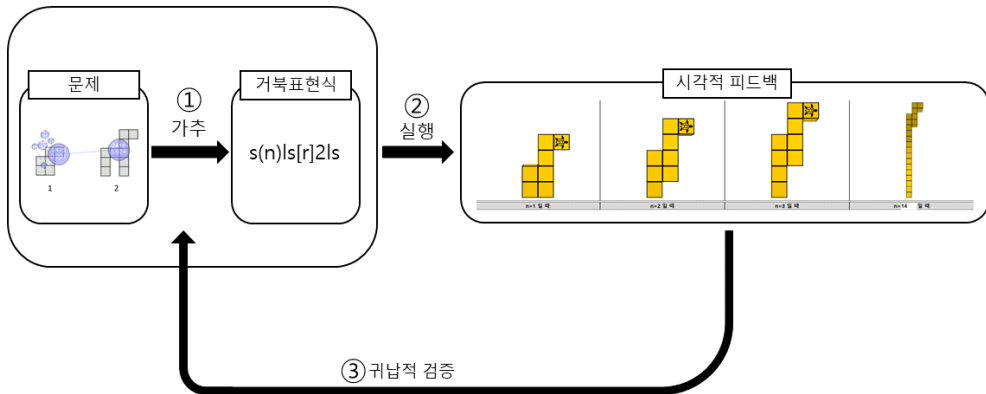 문제
거북표현식
시각적 피드백
①
가추
②
실행
s(n)ls[r]2ls
1
2
n=1 일 때
n=2 일 때
n=3 일 때
n=14 일 때
③ 귀납적 검증